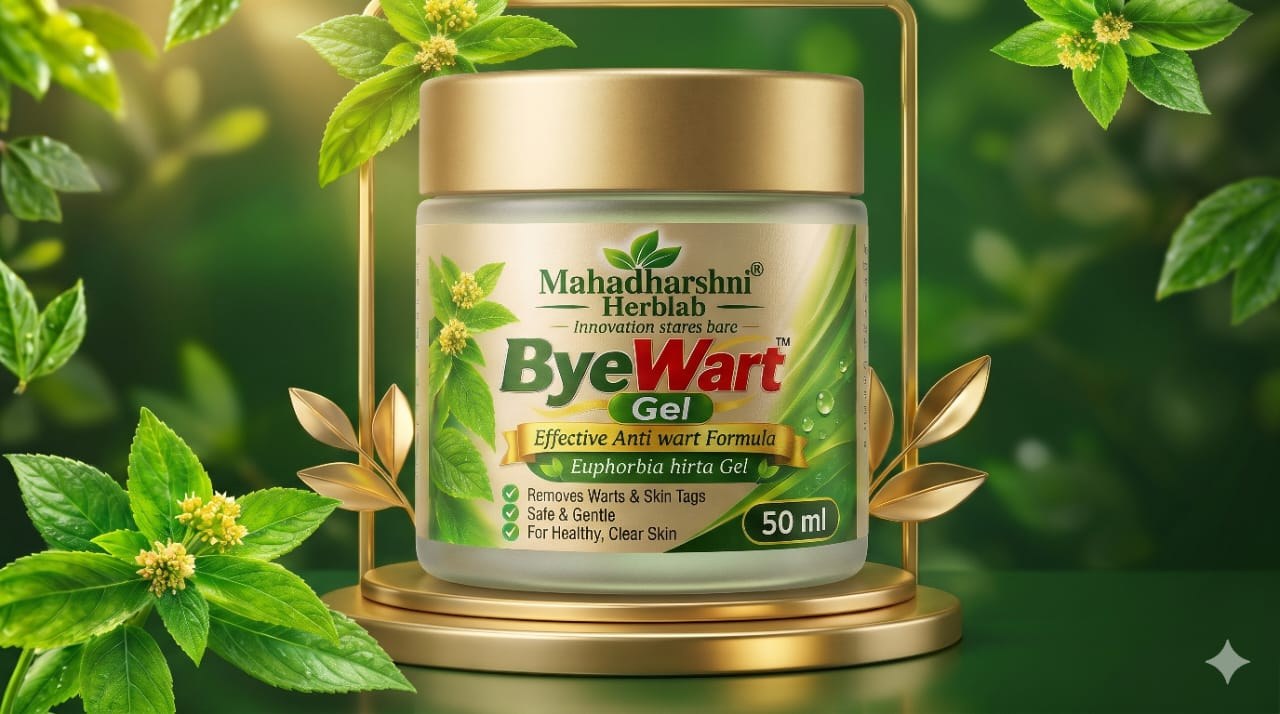 Mahadharshni®
Herblab
Innovation stares bare
ByeWart™
Gel
Effective Anti wart Formula
Euphorbia hirta Gel
Removes Warts & Skin Tags
Safe & Gentle
For Healthy, Clear Skin
50 ml